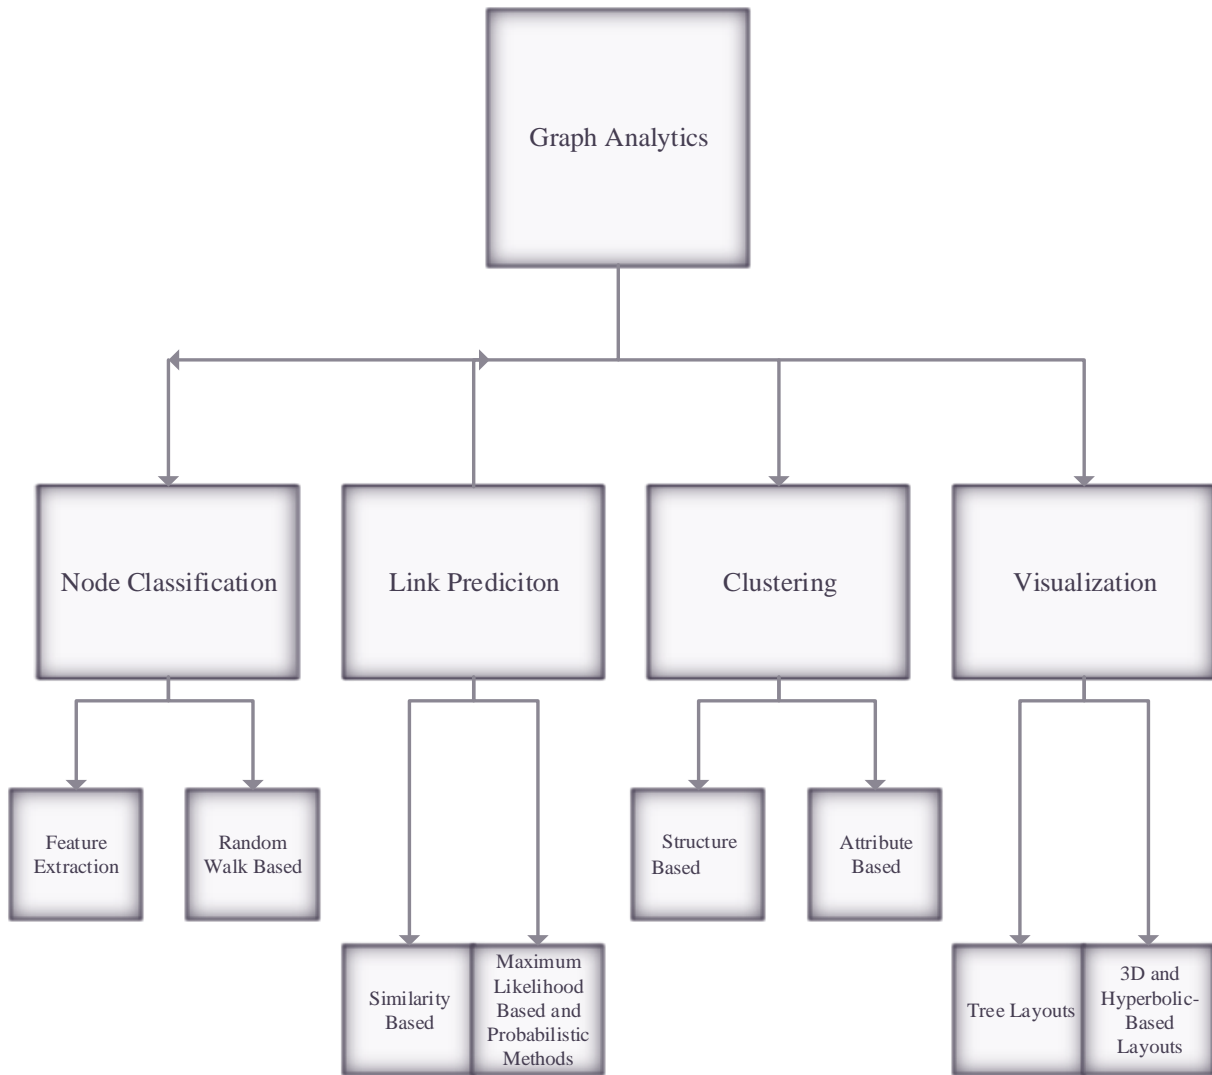 Graph Analytics
Node Classification
Link Prediciton
Clustering
Visualization
Feature
Extraction
Random
Walk Based
Structure
Based
Attribute
Based
Similarity
Based
Maximum
Likelihood
Based and
Probabilistic
Methods
Tree Layouts
3D and
Hyperbolic-
Based
Layouts